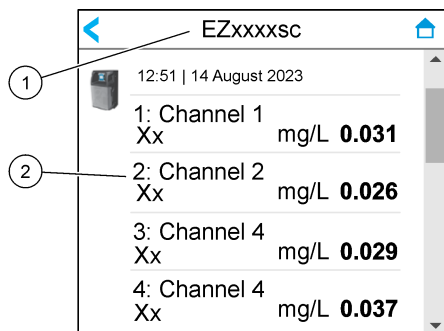 EZxxxxsc
1
12:51 | 14 August 2023
1: Channel 1
Xx mg/L 0.031
2
2: Channel 2
Xx mg/L 0.026
3: Channel 4
Xx mg/L 0.029
4: Channel 4
Xx mg/L 0.037